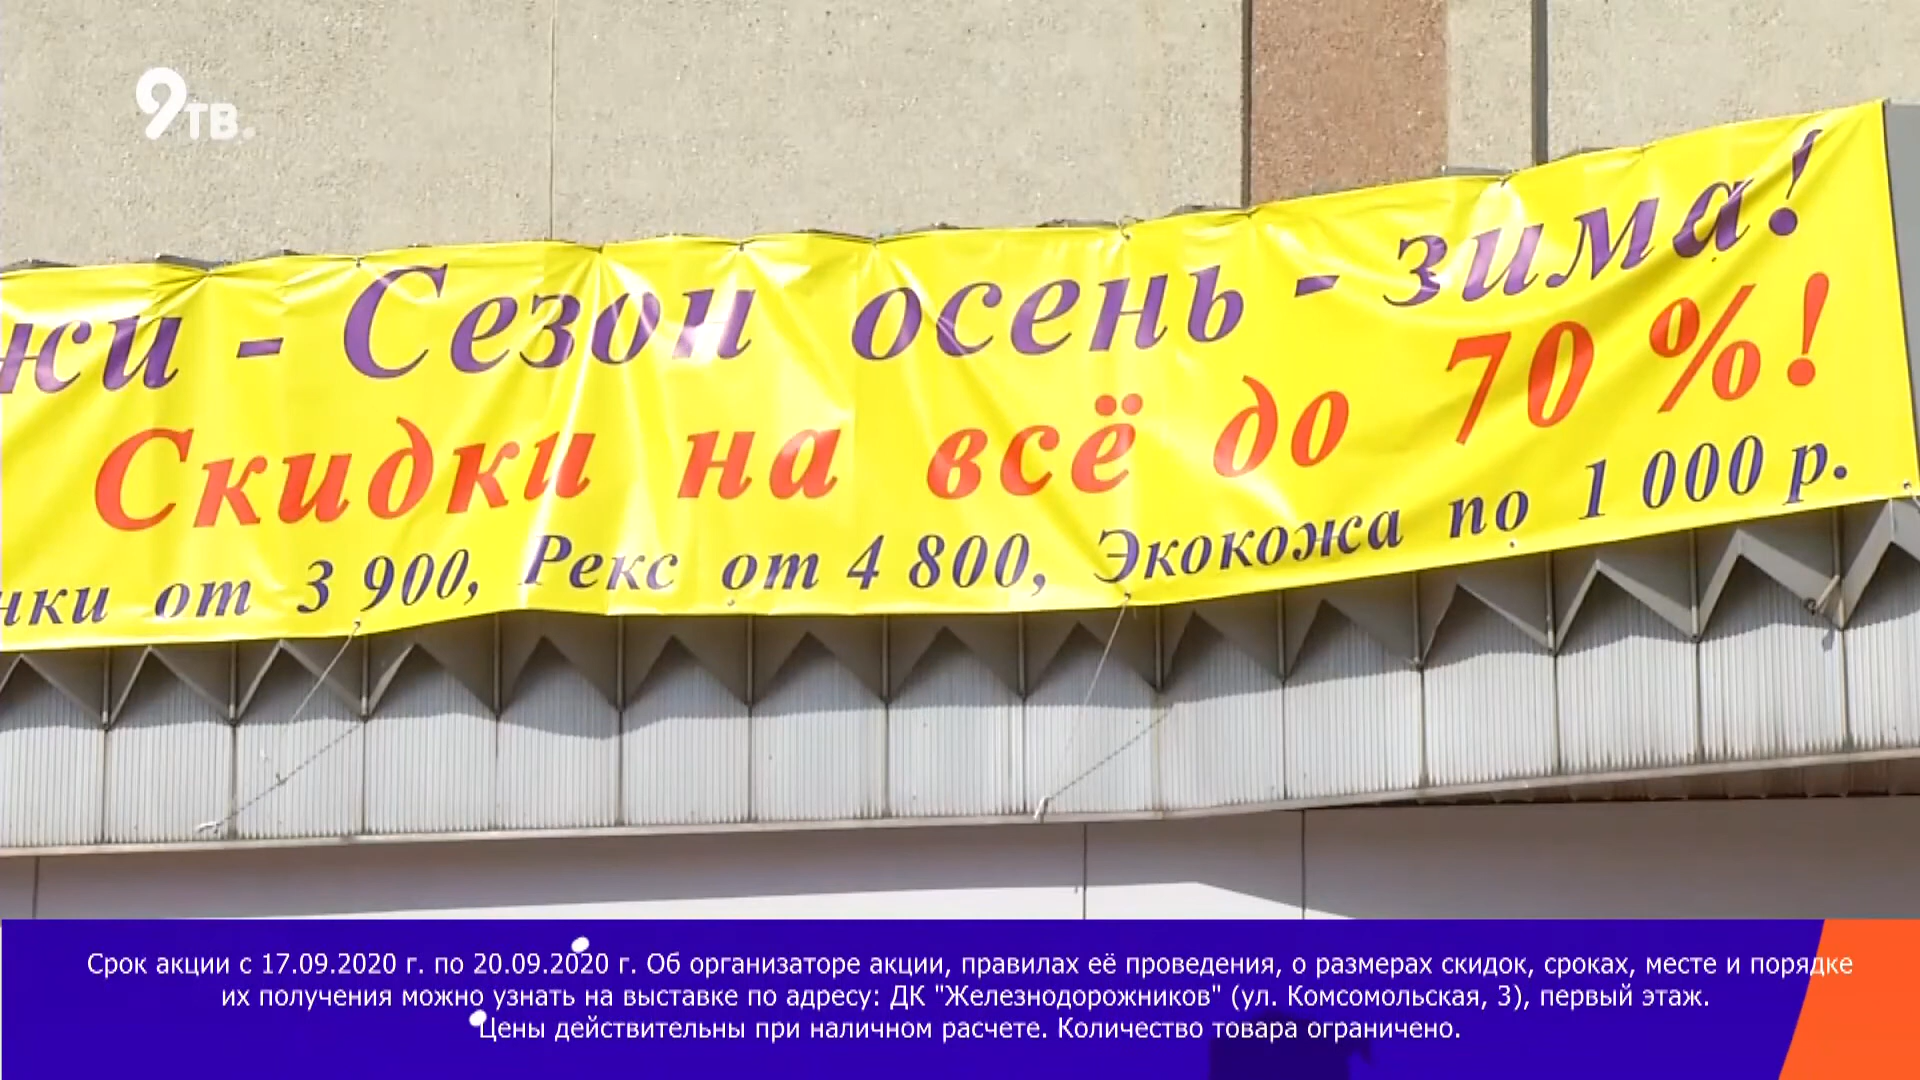 9ТВ.
- Сезон осень - зима!
Скидки на всё до 70 %!
от 3 900, Рекс от 4 800, Экокожа по 1 000 р.
Срок акции с 17.09.2020 г. по 20.09.2020 г. Об организаторе акции, правилах её проведения, о размерах скидок, сроках, месте и порядке
их получения можно узнать на выставке по адресу: ДК "Железнодорожников" (ул. Комсомольская, 3), первый этаж.
Цены действительны при наличном расчете. Количество товара ограничено.